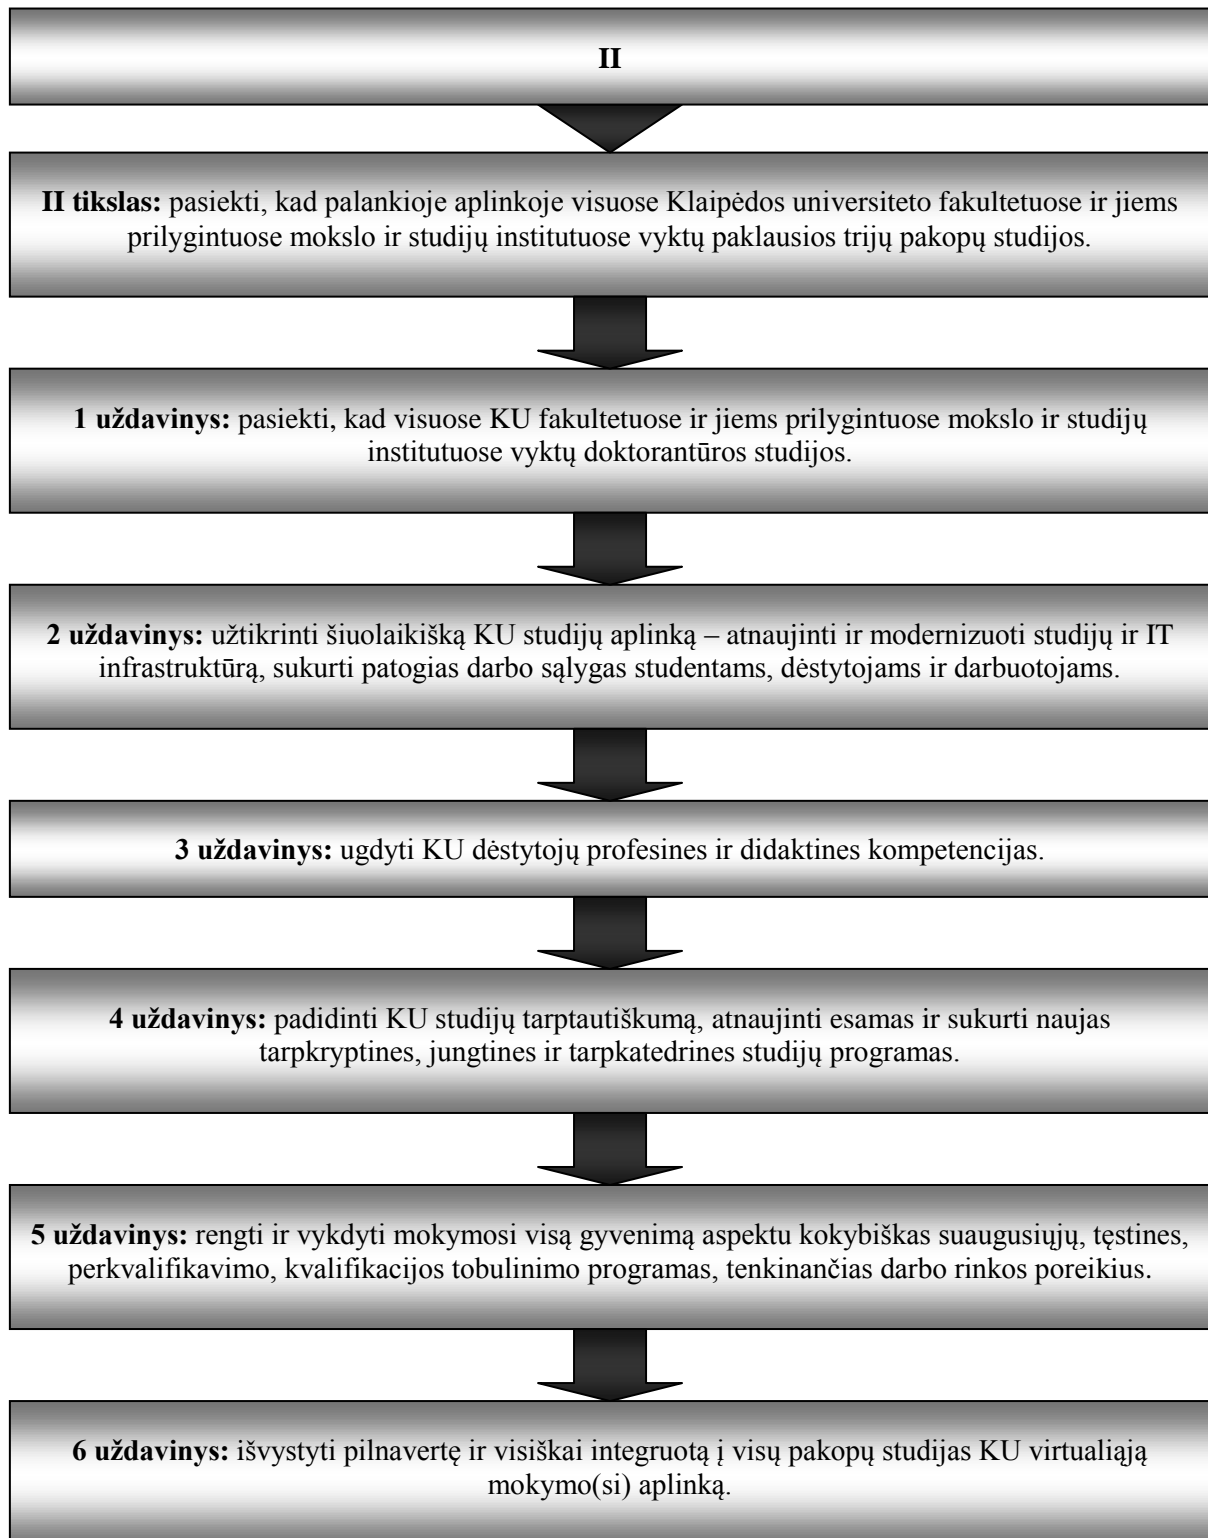 II
II tikslas: pasiekti, kad palankioje aplinkoje visuose Klaipėdos universiteto fakultetuose ir jiems
prilygintuose mokslo ir studijų institutuose vyktų paklausios trijų pakopų studijos.
1 uždavinys: pasiekti, kad visuose KU fakultetuose ir jiems prilygintuose mokslo ir studijų
institutuose vyktų doktorantūros studijos.
2 uždavinys: užtikrinti šiuolaikišką KU studijų aplinką – atnaujinti ir modernizuoti studijų ir IT
infrastruktūrą, sukurti patogias darbo sąlygas studentams, dėstytojams ir darbuotojams.
3 uždavinys: ugdyti KU dėstytojų profesines ir didaktines kompetencijas.
4 uždavinys: padidinti KU studijų tarptautiškumą, atnaujinti esamas ir sukurti naujas
tarpkryptines, jungtines ir tarpkatedrines studijų programas.
5 uždavinys: rengti ir vykdyti mokymosi visą gyvenimą aspektu kokybiškas suaugusiųjų, tęstines,
perkvalifikavimo, kvalifikacijos tobulinimo programas, tenkinančias darbo rinkos poreikius.
6 uždavinys: išvystyti pilnavertę ir visiškai integruotą į visų pakopų studijas KU virtualiąją
mokymo(si) aplinką.